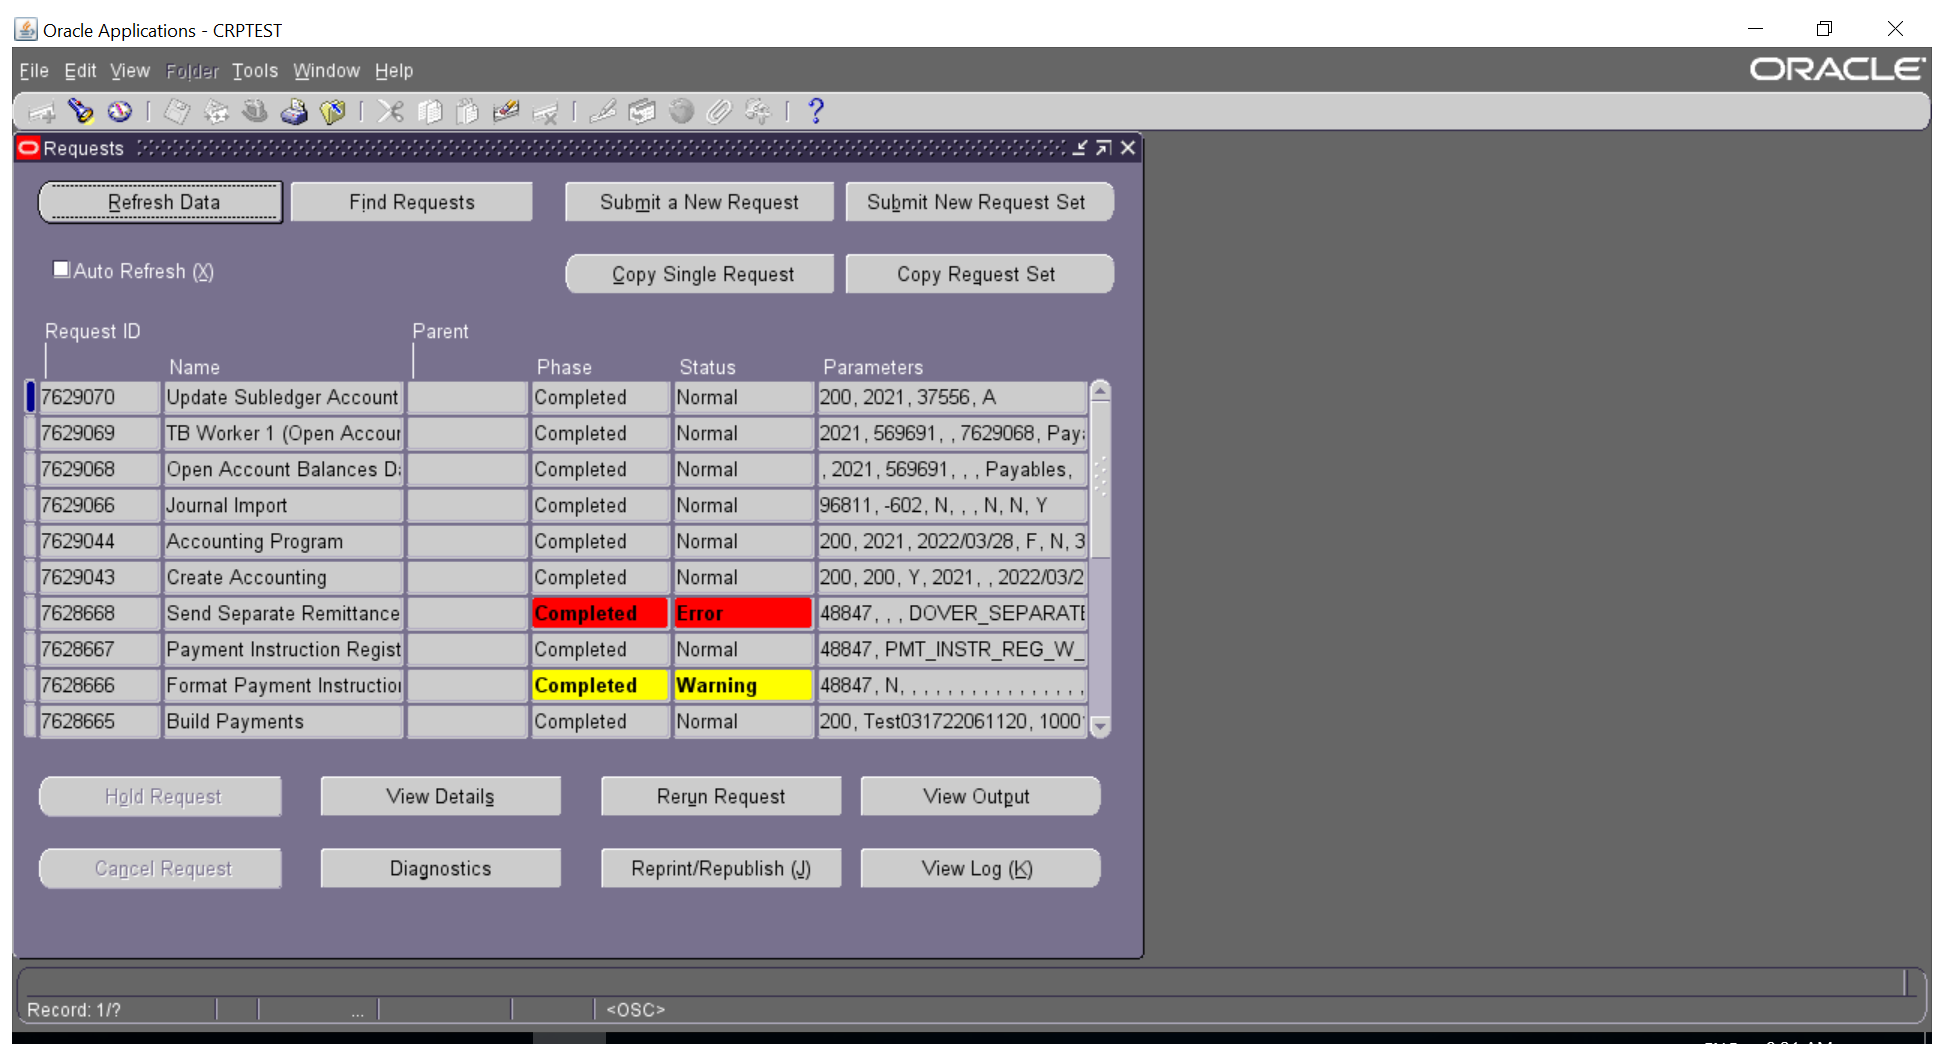 Oracle Applications - CRPTEST
File Edit View Folder Tools Window Help
ORACLE
Requests
Refresh Data Find Requests Submit a New Request Submit New Request Set
Auto Refresh (X) Copy Single Request Copy Request Set
Request ID Parent
Name Phase Status Parameters
7629070 Update Subledger Account Completed Normal 200, 2021, 37556, A
7629069 TB Worker 1 (Open Accour Completed Normal 2021, 569691, , 7629068, Pay
7629068 Open Account Balances D Completed Normal , 2021, 569691, , , Payables,
7629066 Journal Import Completed Normal 96811, -602, N, , , N, N, Y
7629044 Accounting Program Completed Normal 200, 2021, 2022/03/28, F, N, 3
7629043 Create Accounting Completed Normal 200, 200, Y, 2021, , 2022/03/2
7628668 Send Separate Remittance Completed Error 48847, , , DOVER_SEPARATE
7628667 Payment Instruction Regist Completed Normal 48847, PMT_INSTR_REG_W_
7628666 Format Payment Instruction Completed Warning 48847, N, , , , , , , , , , , , , , , ,
7628665 Build Payments Completed Normal 200, Test031722061120, 1000
Hold Request View Details Rerun Request View Output
Cancel Request Diagnostics Reprint/Republish (J) View Log (K)
Record: 1/? ... <OSC>